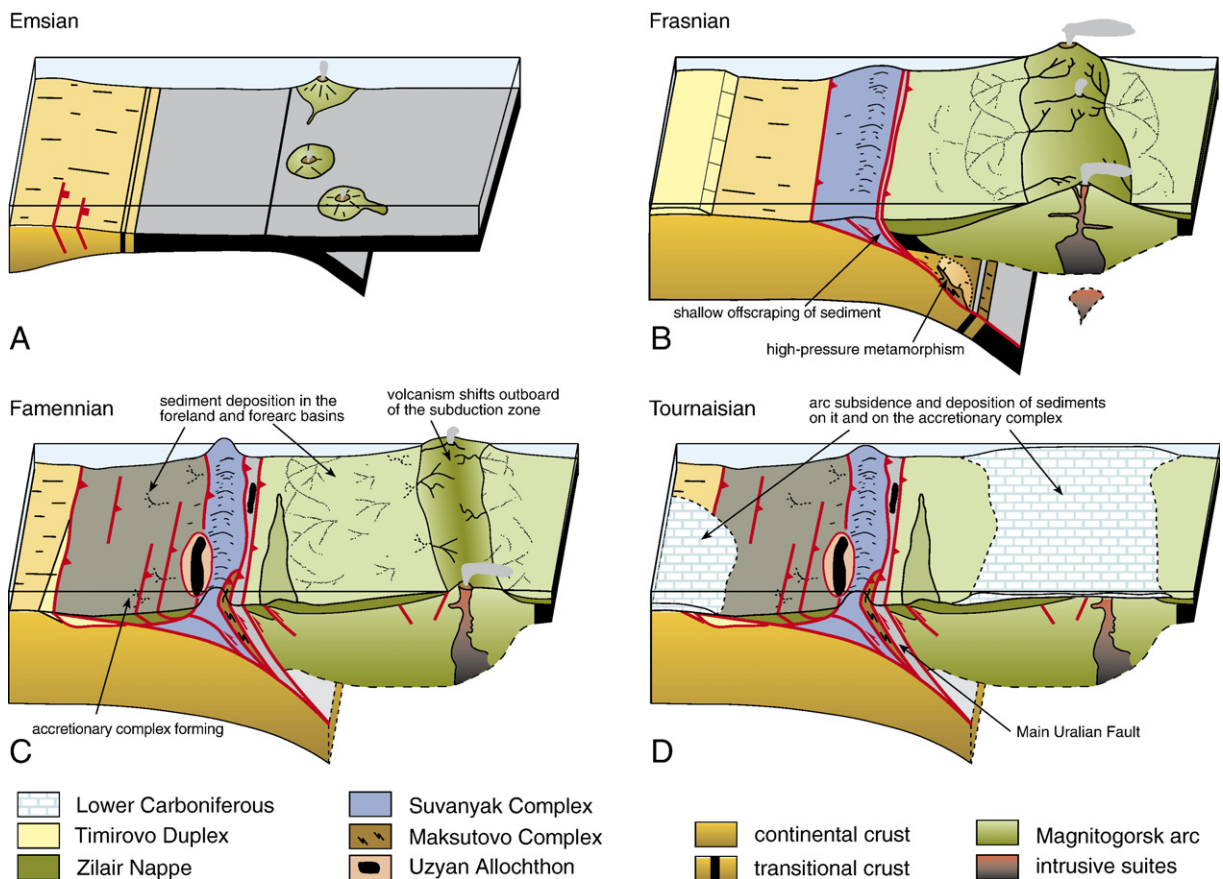 Emsian
Frasnian
A
shallow offscraping of sediment
high-pressure metamorphism
B
Famennian
sediment deposition in the
foreland and forearc basins
volcanism shifts outboard
of the subduction zone
Tournaisian
arc subsidence and deposition of sediments
on it and on the accretionary complex
accretionary complex forming
C
Main Uralian Fault
D
Lower Carboniferous
Timirovo Duplex
Zilair Nappe
Suvanyak Complex
Maksutovo Complex
Uzyan Allochthon
continental crust
transitional crust
Magnitogorsk arc
intrusive suites